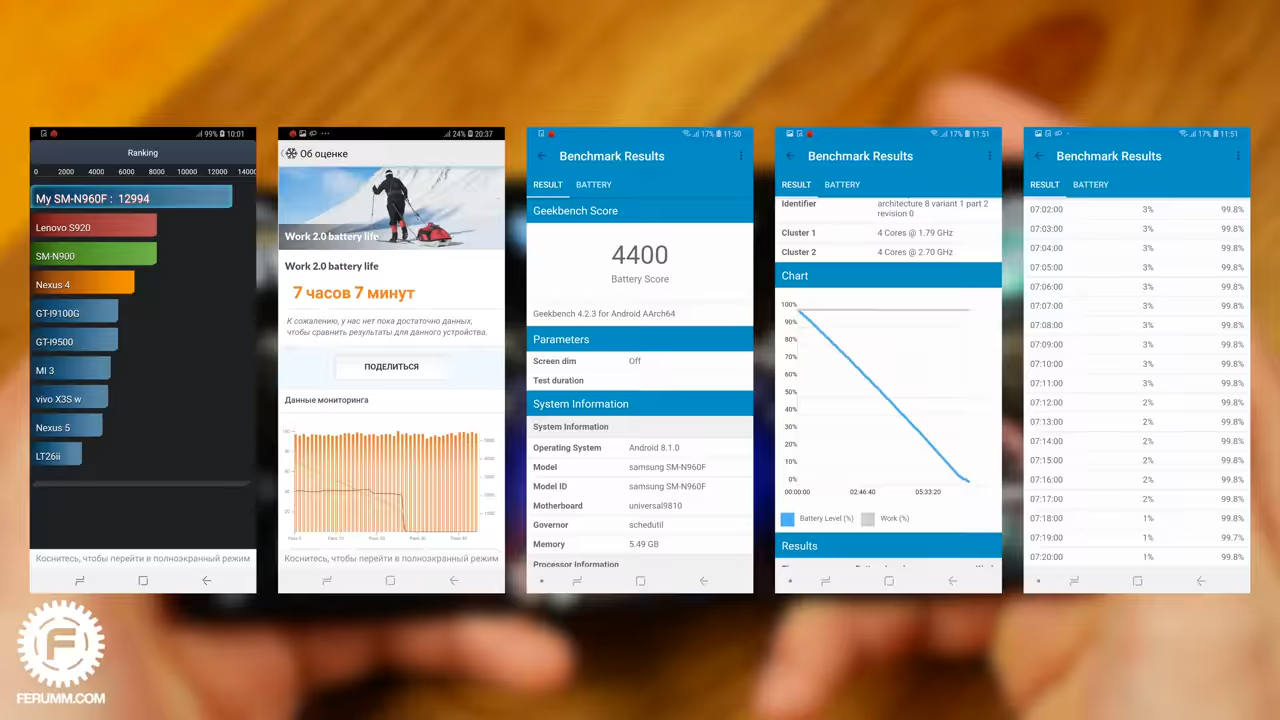 99% 10:01
Ranking
0 2000 4000 6000 8000 10000 12000 14000
My SM-N960F : 12994
Lenovo S920
SM-N900
Nexus 4
GT-I9100G
GT-I9500
MI 3
vivo X3S w
Nexus 5
LT26ii
Коснитесь, чтобы перейти в полноэкранный режим
24% 20:37
Об оценке
Work 2.0 battery life
Work 2.0 battery life
7 часов 7 минут
К сожалению, у нас нет пока достаточно данных,
чтобы сравнить результаты для данного устройства.
ПОДЕЛИТЬСЯ
Данные мониторинга
Коснитесь, чтобы перейти в полноэкранный режим
17% 11:50
Benchmark Results
RESULT BATTERY
Geekbench Score
4400
Battery Score
Geekbench 4.2.3 for Android AArch64
Parameters
Screen dim Off
Test duration
System Information
System Information
Operating System Android 8.1.0
Model samsung SM-N960F
Model ID samsung SM-N960F
Motherboard universal9810
Governor schedutil
Memory 5.49 GB
Processor Information
17% 11:51
Benchmark Results
RESULT BATTERY
Identifier architecture 8 variant 1 part 2
revision 0
Cluster 1 4 Cores @ 1.79 GHz
Cluster 2 4 Cores @ 2.70 GHz
Chart
100%
90%
80%
70%
60%
50%
40%
30%
20%
10%
0%
00:00:00 02:46:40 05:33:20
Battery Level (%) Work (%)
Results
17% 11:51
Benchmark Results
RESULT BATTERY
07:02:00 3% 99.8%
07:03:00 3% 99.8%
07:04:00 3% 99.8%
07:05:00 3% 99.8%
07:06:00 3% 99.8%
07:07:00 3% 99.8%
07:08:00 3% 99.8%
07:09:00 3% 99.8%
07:10:00 3% 99.8%
07:11:00 3% 99.8%
07:12:00 2% 99.8%
07:13:00 2% 99.8%
07:14:00 2% 99.8%
07:15:00 2% 99.8%
07:16:00 2% 99.8%
07:17:00 2% 99.8%
07:18:00 1% 99.8%
07:19:00 1% 99.7%
07:20:00 1% 99.8%
FERUMM.COM